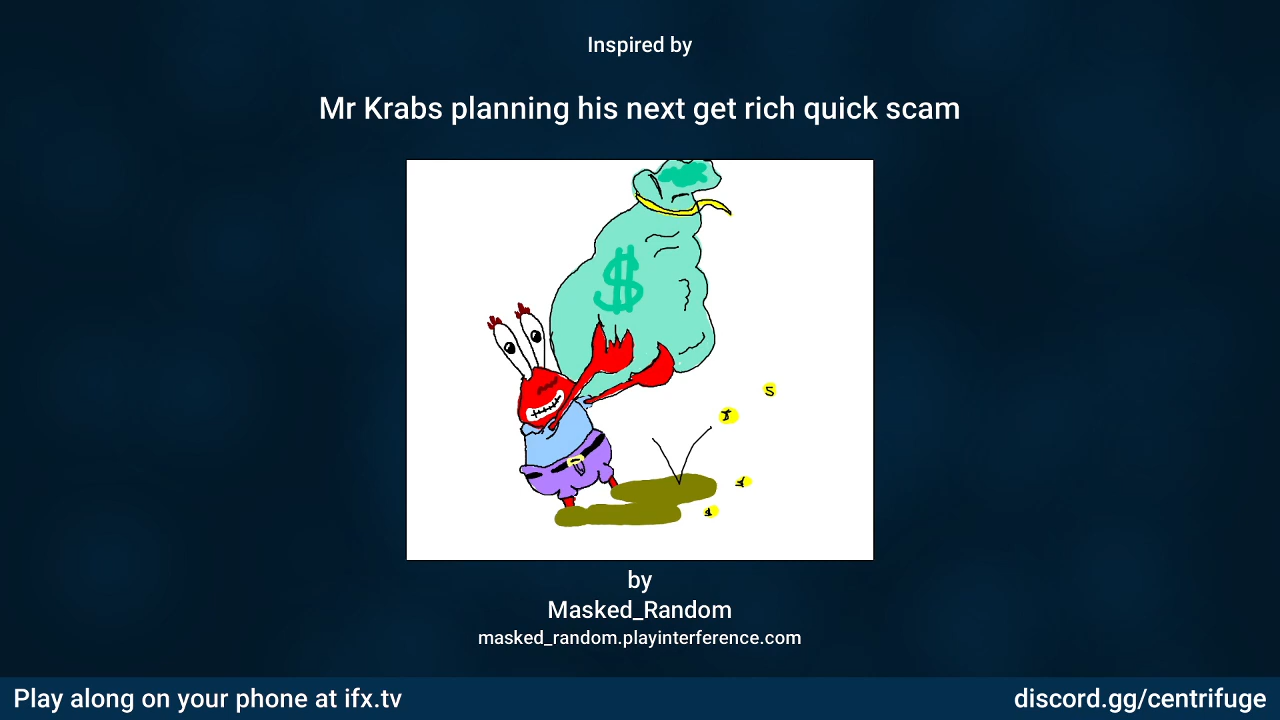 Inspired by
Mr Krabs planning his next get rich quick scam
$
by
Masked_Random
masked_random.playinterference.com
Play along on your phone at ifx.tv
discord.gg/centrifuge